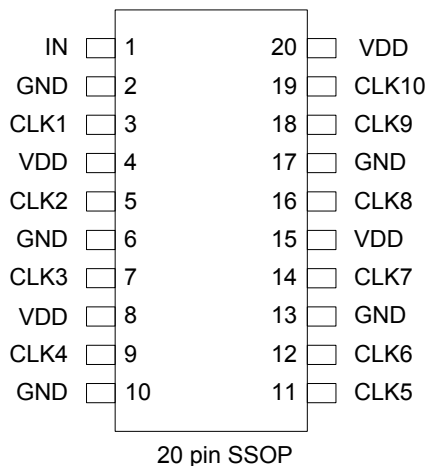 IN 1 20 VDD
GND 2 19 CLK10
CLK1 3 18 CLK9
VDD 4 17 GND
CLK2 5 16 CLK8
GND 6 15 VDD
CLK3 7 14 CLK7
VDD 8 13 GND
CLK4 9 12 CLK6
GND 10 11 CLK5
20 pin SSOP